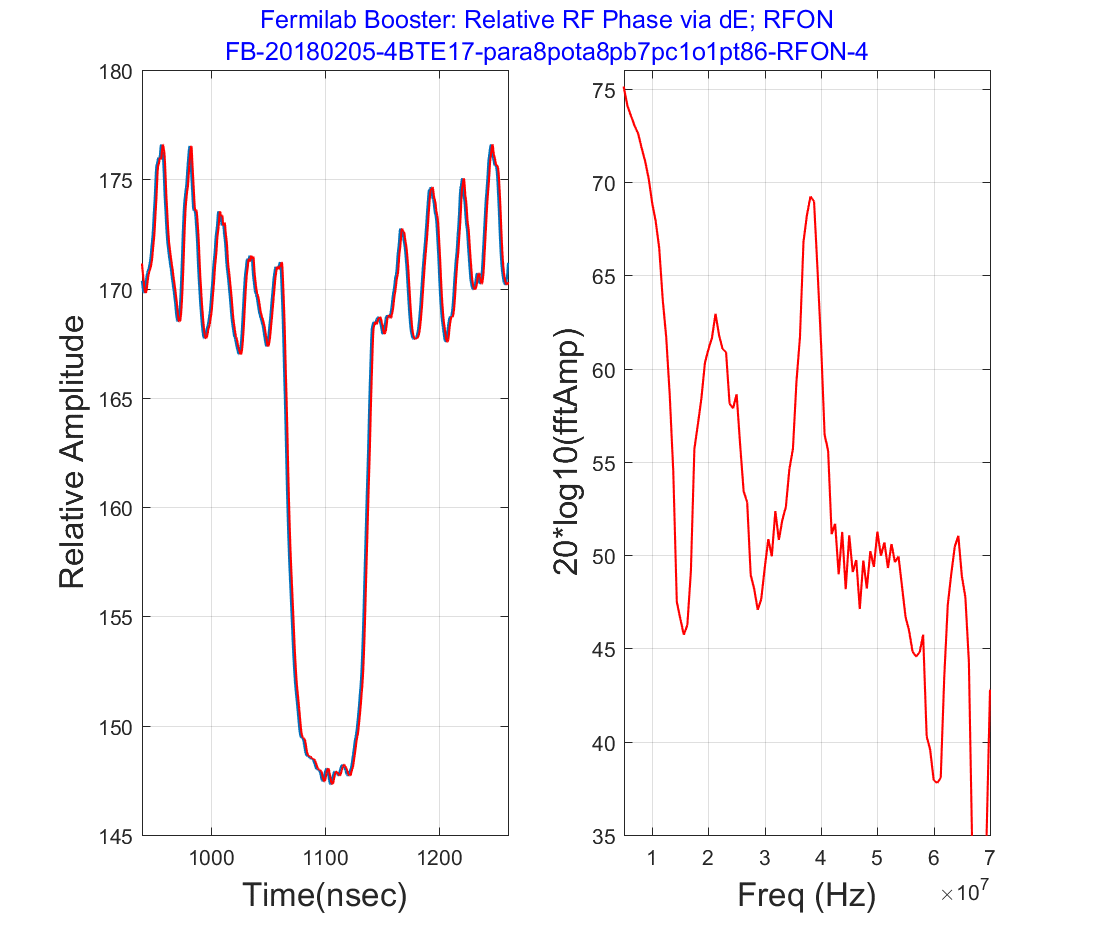 Fermilab Booster: Relative RF Phase via dE; RFON
FB-20180205-4BTE17-para8pota8pb7pc1o1pt86-RFON-4
Relative Amplitude
180
175
170
165
160
155
150
145
1000 1100 1200
Time(nsec)
20*log10(fftAmp)
75
70
65
60
55
50
45
40
35
1 2 3 4 5 6 7
×10^7
Freq (Hz)